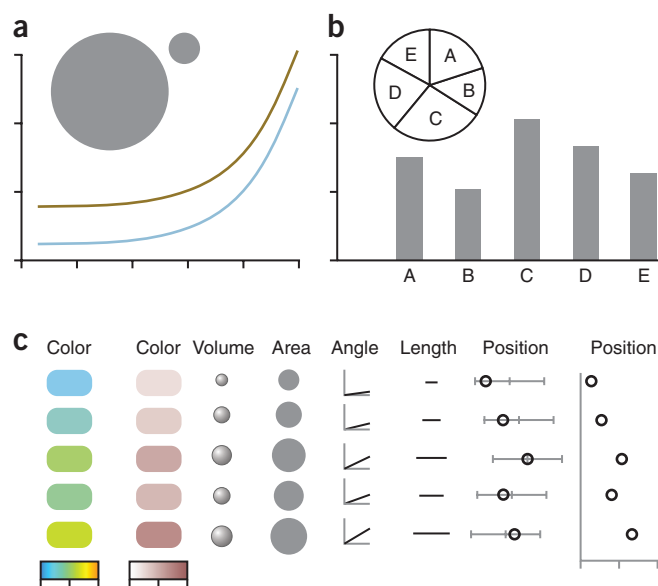 a
b
E A
D B
C
A B C D E
c
Color Color Volume Area Angle Length Position Position